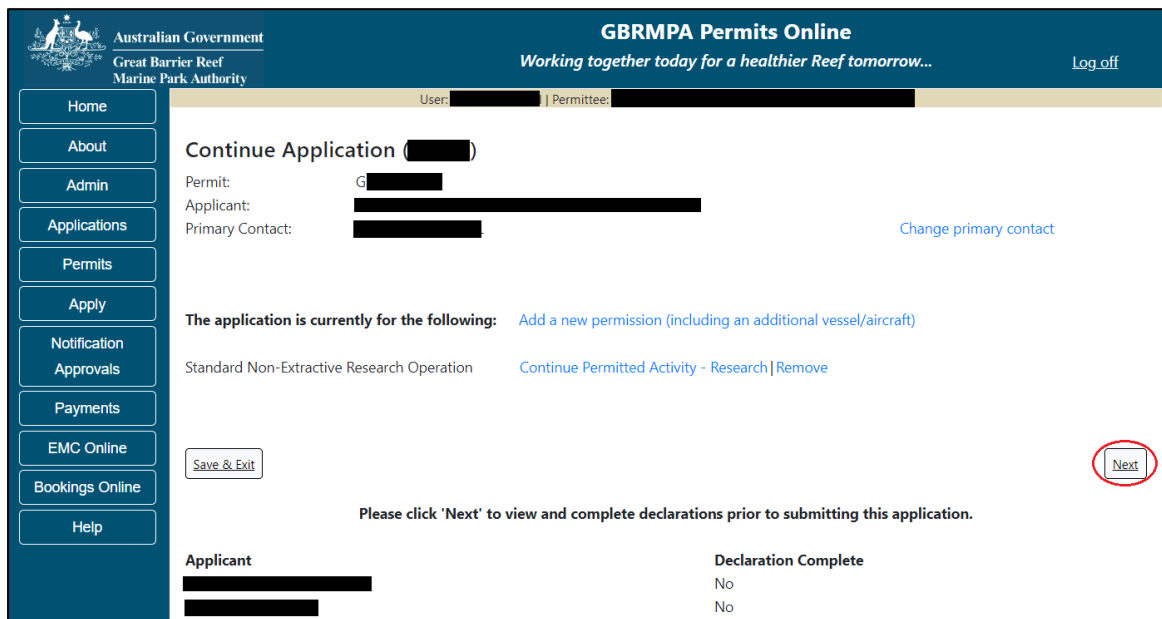 Australian Government
Great Barrier Reef
Marine Park Authority
GBRMPA Permits Online
Working together today for a healthier Reef tomorrow...
Log off
User: | Permittee:
Home
About
Admin
Applications
Permits
Apply
Notification
Approvals
Payments
EMC Online
Bookings Online
Help
Continue Application ( )
Permit: G
Applicant:
Primary Contact: Change primary contact
The application is currently for the following: Add a new permission (including an additional vessel/aircraft)
Standard Non-Extractive Research Operation Continue Permitted Activity - Research | Remove
Save & Exit Next
Please click 'Next' to view and complete declarations prior to submitting this application.
Applicant Declaration Complete
No
No